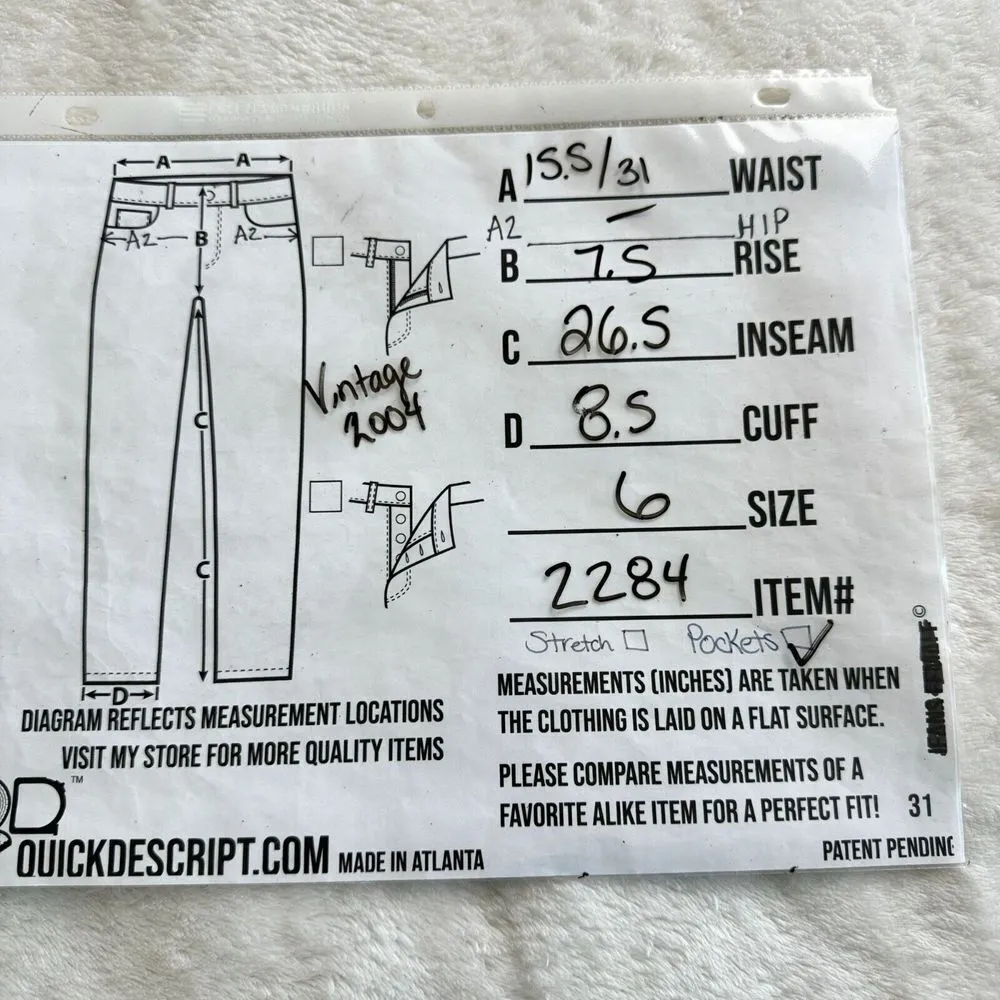 A A
A 15.5/31 WAIST
A2 — HIP
A2 B A2
B 7.5 RISE
C 26.5 INSEAM
Vintage
2004
C
D 8.5 CUFF
6 SIZE
C
2284 ITEM#
Stretch Pockets
D
DIAGRAM REFLECTS MEASUREMENT LOCATIONS
VISIT MY STORE FOR MORE QUALITY ITEMS
MEASUREMENTS (INCHES) ARE TAKEN WHEN
THE CLOTHING IS LAID ON A FLAT SURFACE.
PLEASE COMPARE MEASUREMENTS OF A
FAVORITE ALIKE ITEM FOR A PERFECT FIT! 31
PATENT PENDING
D™
QUICKDESCRIPT.COM MADE IN ATLANTA
©